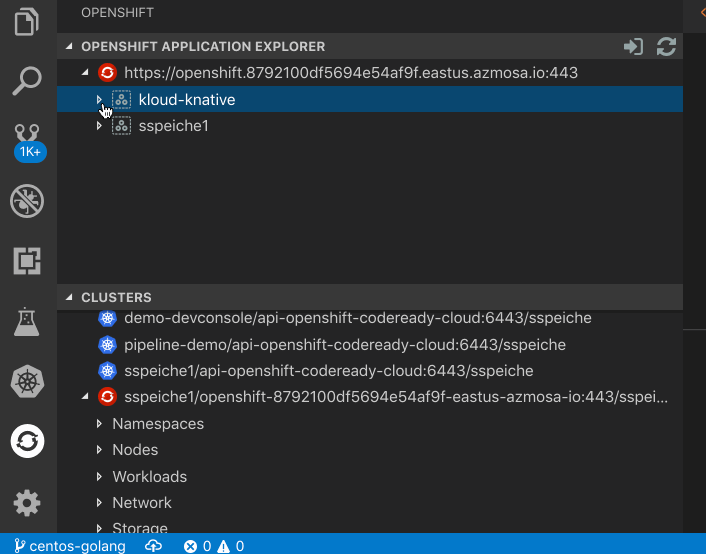 OPENSHIFT
OPENSHIFT APPLICATION EXPLORER
https://openshift.8792100df5694e54af9f.eastus.azmosa.io:443
kloud-knative
sspeiche1
1K+
CLUSTERS
demo-devconsole/api-openshift-codeready-cloud:6443/sspeiche
pipeline-demo/api-openshift-codeready-cloud:6443/sspeiche
sspeiche1/api-openshift-codeready-cloud:6443/sspeiche
sspeiche1/openshift-8792100df5694e54af9f-eastus-azmosa-io:443/sspei...
Namespaces
Nodes
Workloads
Network
Storage
centos-golang 0 0